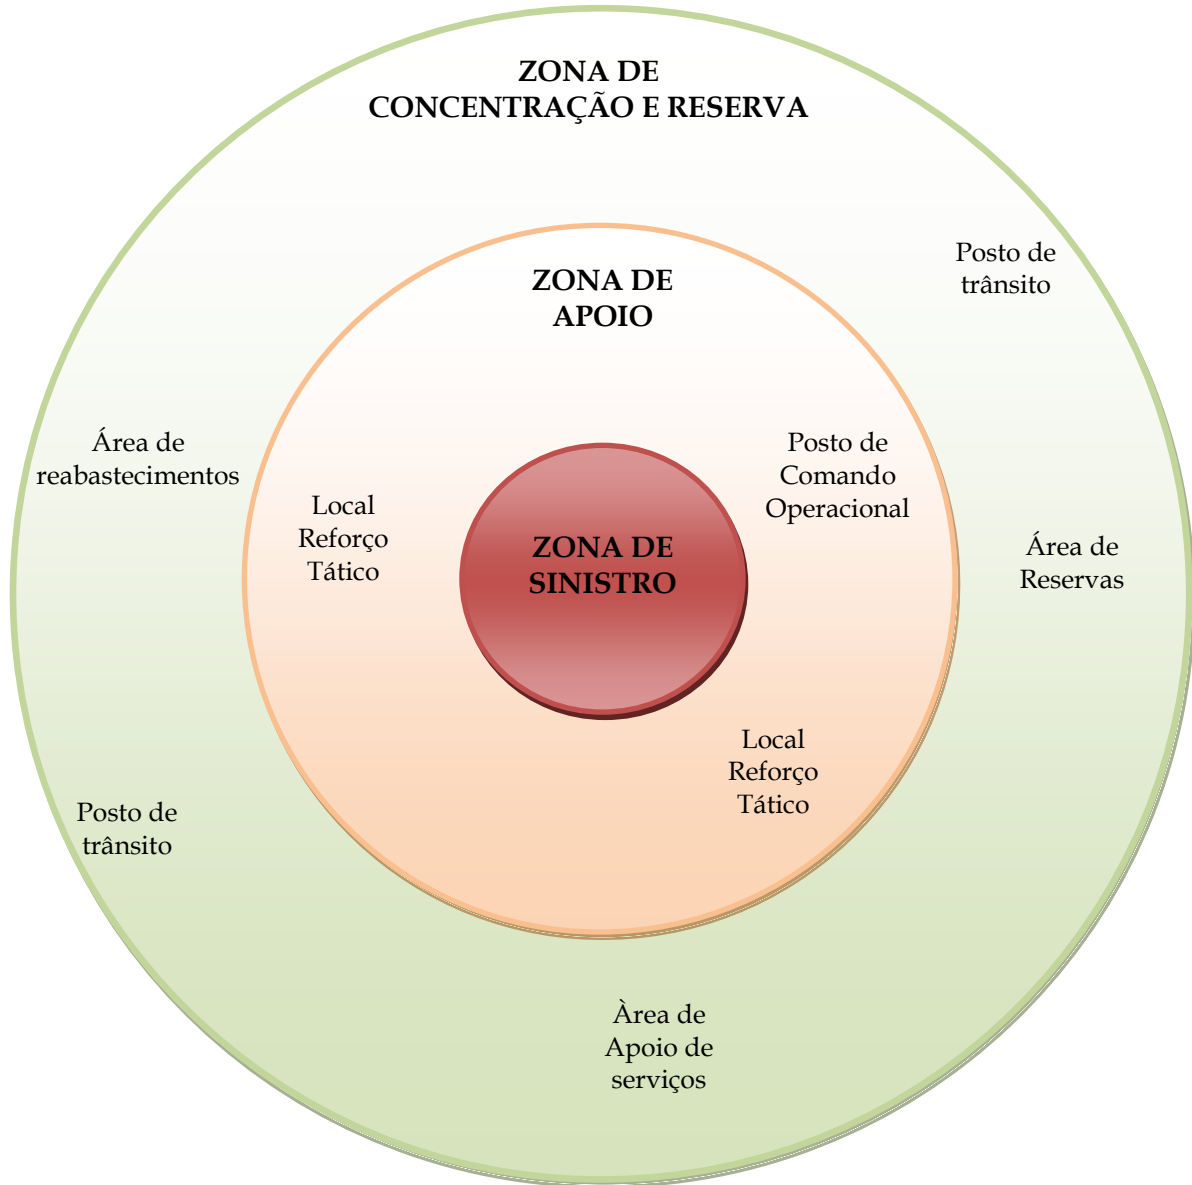 ZONA DE
CONCENTRAÇÃO E RESERVA
Posto de
trânsito
ZONA DE
APOIO
Área de
reabastecimentos
Posto de
Comando
Operacional
Local
Reforço
Tático
ZONA DE
SINISTRO
Área de
Reservas
Local
Reforço
Tático
Posto de
trânsito
Àrea de
Apoio de
serviços